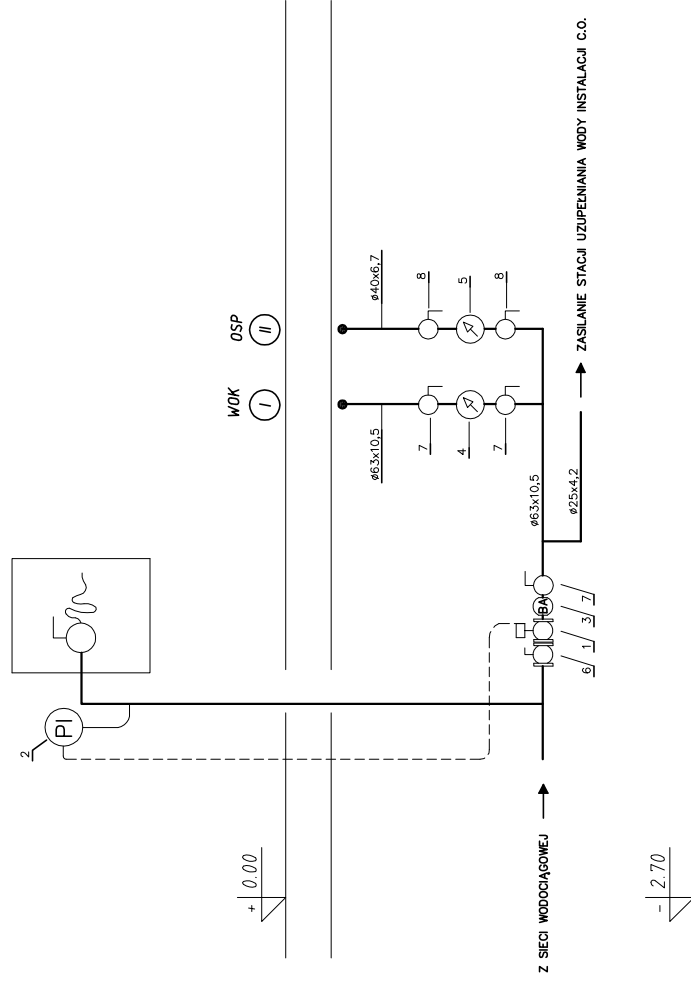 2
PI
+ 0.00
Z SIECI WODOCIĄGOWEJ
- 2.70
6
1
3
7
BA
ø63x10,5
ø25x4,2
ZASILANIE STACJI UZUPEŁNIANIA WODY INSTALACJI C.O.
WOK
I
ø63x10,5
7
4
7
OSP
II
ø40x6,7
8
5
8